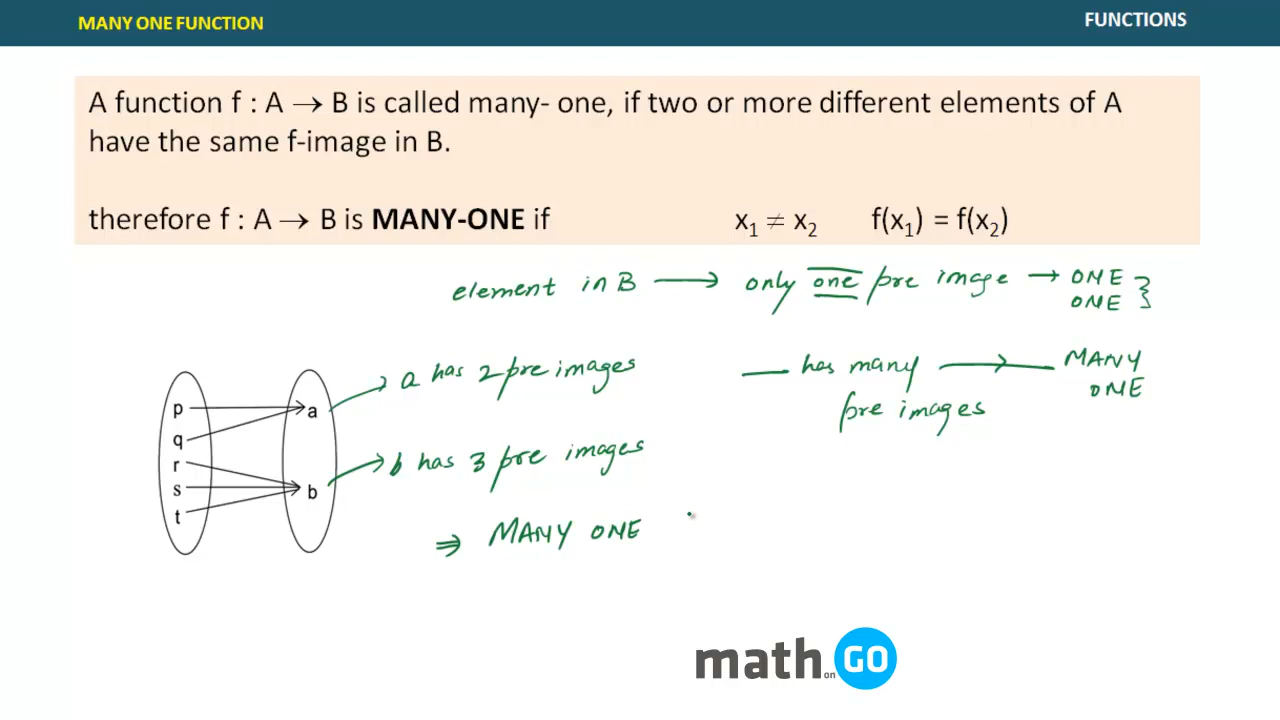 MANY ONE FUNCTION
FUNCTIONS
A function f : A → B is called many- one, if two or more different elements of A
have the same f-image in B.
therefore f : A → B is MANY-ONE if x₁ ≠ x₂ f(x₁) = f(x₂)
element in B → only one pre image → ONE
ONE
a has 2 pre images
has many → MANY
ONE
pre images
p
q
r
s
t
a
b
b has 3 pre images
⇒ MANY ONE
math on GO